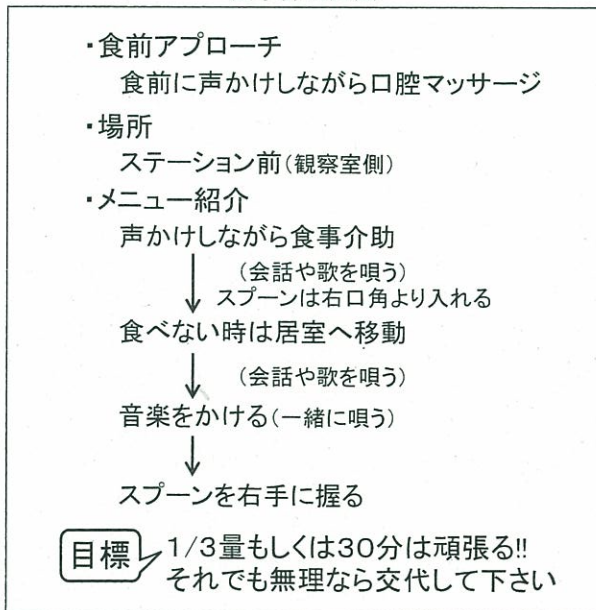 ・食前アプローチ
食前に声かけしながら口腔マッサージ
・場所
ステーション前(観察室側)
・メニュー紹介
声かけしながら食事介助
(会話や歌を唄う)
スプーンは右口角より入れる
食べない時は居室へ移動
(会話や歌を唄う)
音楽をかける(一緒に唄う)
スプーンを右手に握る
目標 1/3量もしくは30分は頑張る!!
それでも無理なら交代して下さい